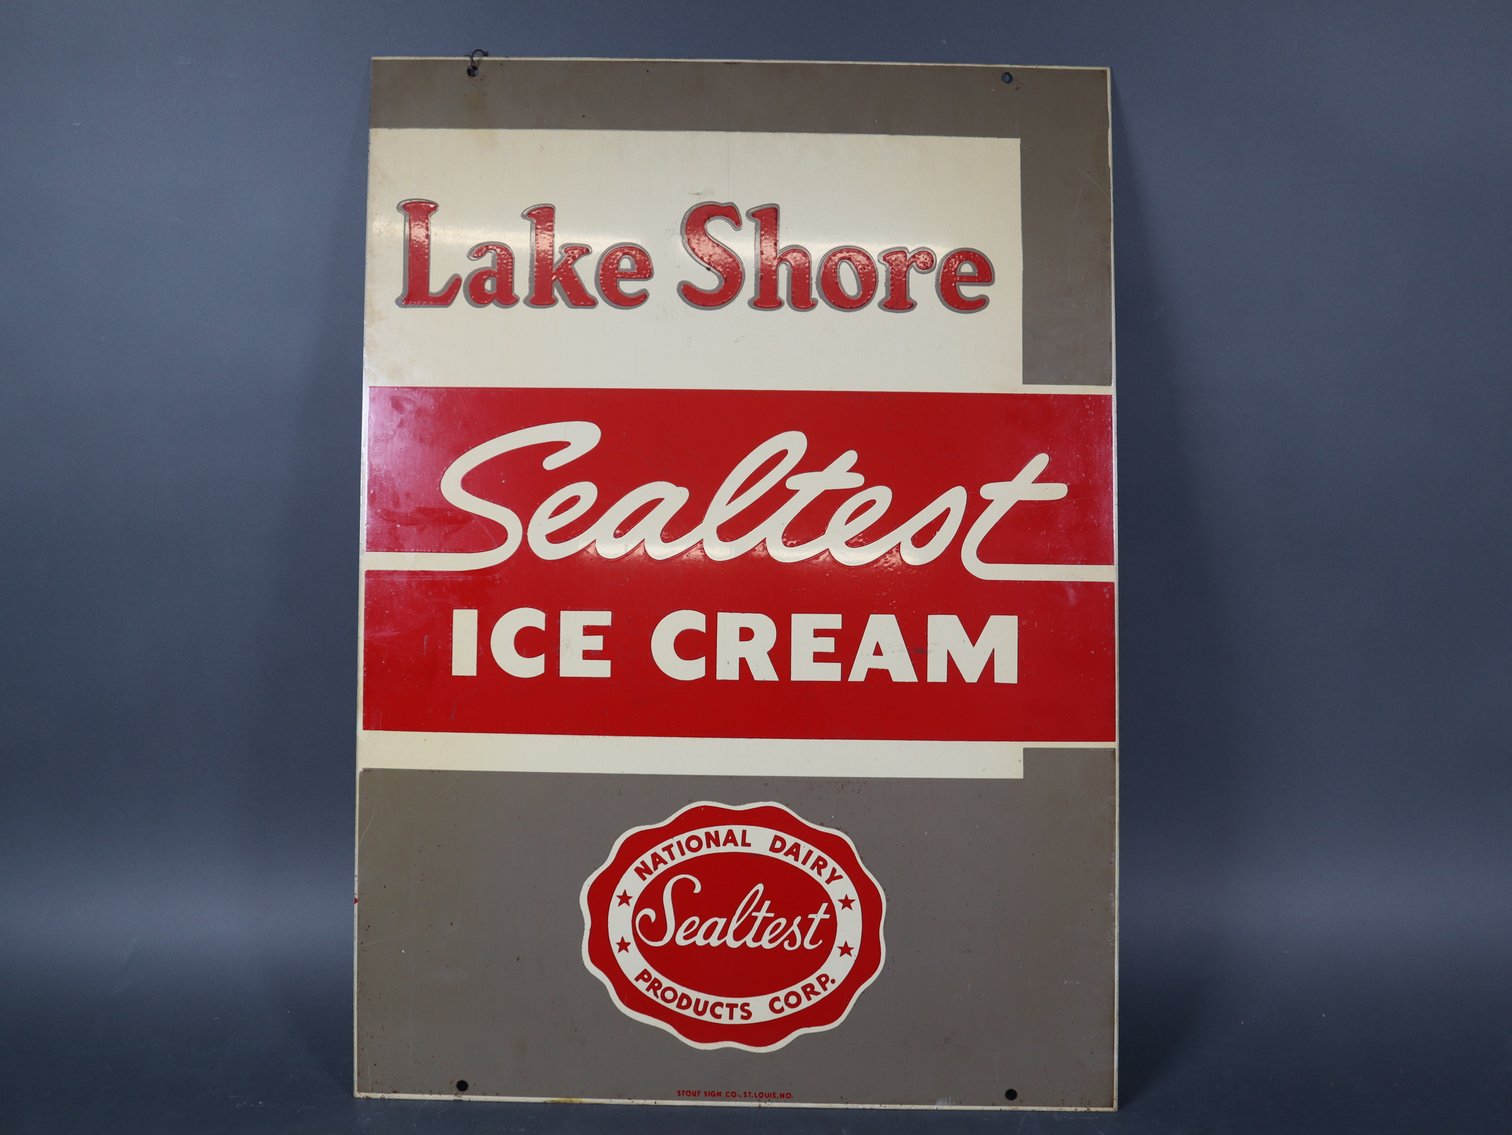 Lake Shore
Sealtest
ICE CREAM
NATIONAL DAIRY
Sealtest
PRODUCTS CORP.
STOUT SIGN CO., ST. LOUIS, MO.